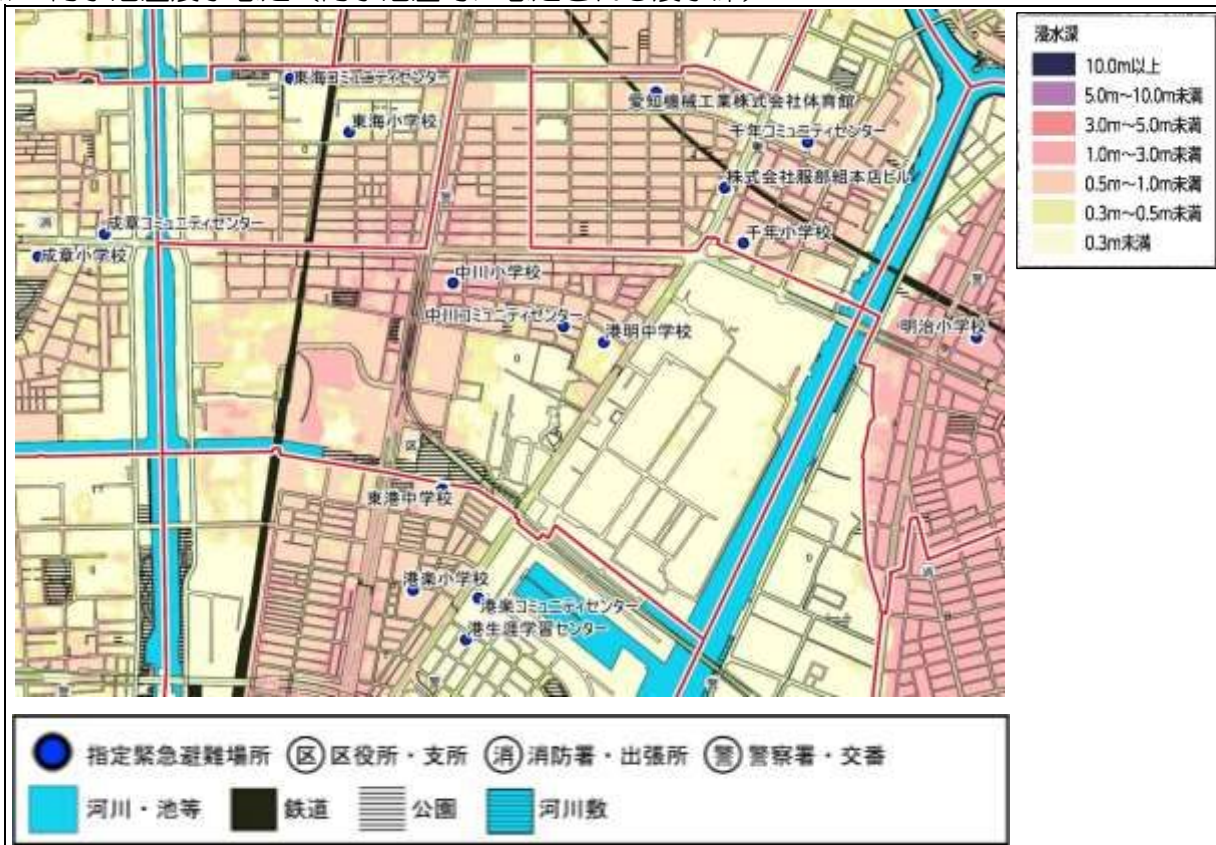 浸水深
10.0m以上
5.0m～10.0m未満
3.0m～5.0m未満
1.0m～3.0m未満
0.5m～1.0m未満
0.3m～0.5m未満
0.3m未満
東海コミュニティセンター
愛知機械工業株式会社体育館
東海小学校
千年コミュニティセンター
株式会社服部組本店ビル
消
警
成章コミュニティセンター
千年小学校
成章小学校
中川小学校
警
中川コミュニティセンター
港明中学校
明治小学校
区
東港中学校
港楽小学校
消
港楽コミュニティセンター
港生涯学習センター
警
警
警
指定緊急避難場所
区 区役所・支所
消 消防署・出張所
警 警察署・交番
河川・池等
鉄道
公園
河川敷